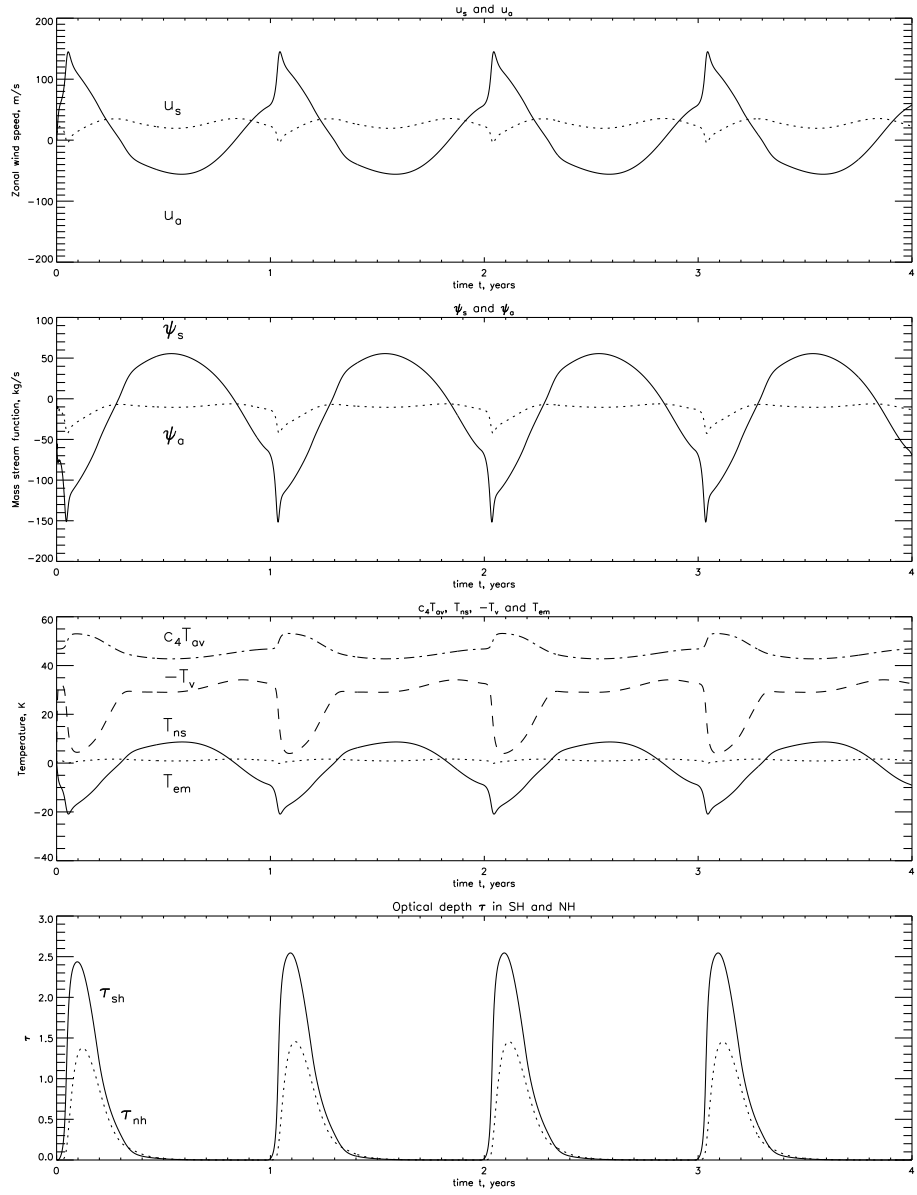 u_s and u_a
200
100
0
−100
−200
Zonal wind speed, m/s
u_s
u_a
0 1 2 3 4
time t, years
ψ_s and ψ_a
100
50
0
−50
−100
−150
−200
Mass stream function, kg/s
ψ_s
ψ_a
0 1 2 3 4
time t, years
c_4T_av, T_ns, −T_v and T_em
60
40
20
0
−20
−40
Temperature, K
c_4T_av
−T_v
T_ns
T_em
0 1 2 3 4
time t, years
Optical depth τ in SH and NH
3.0
2.5
2.0
1.5
1.0
0.5
0.0
τ
τ_sh
τ_nh
0 1 2 3 4
time t, years